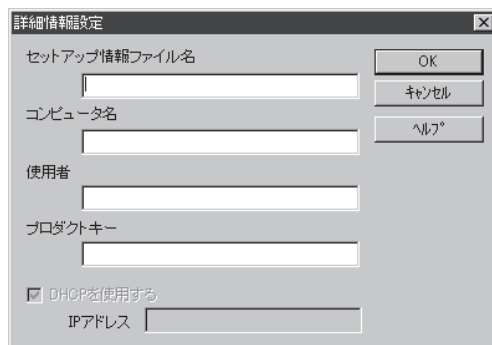 詳細情報設定
セットアップ情報ファイル名
OK
キャンセル
コンピュータ名
ヘルプ
使用者
プロダクトキー
DHCPを使用する
IPアドレス